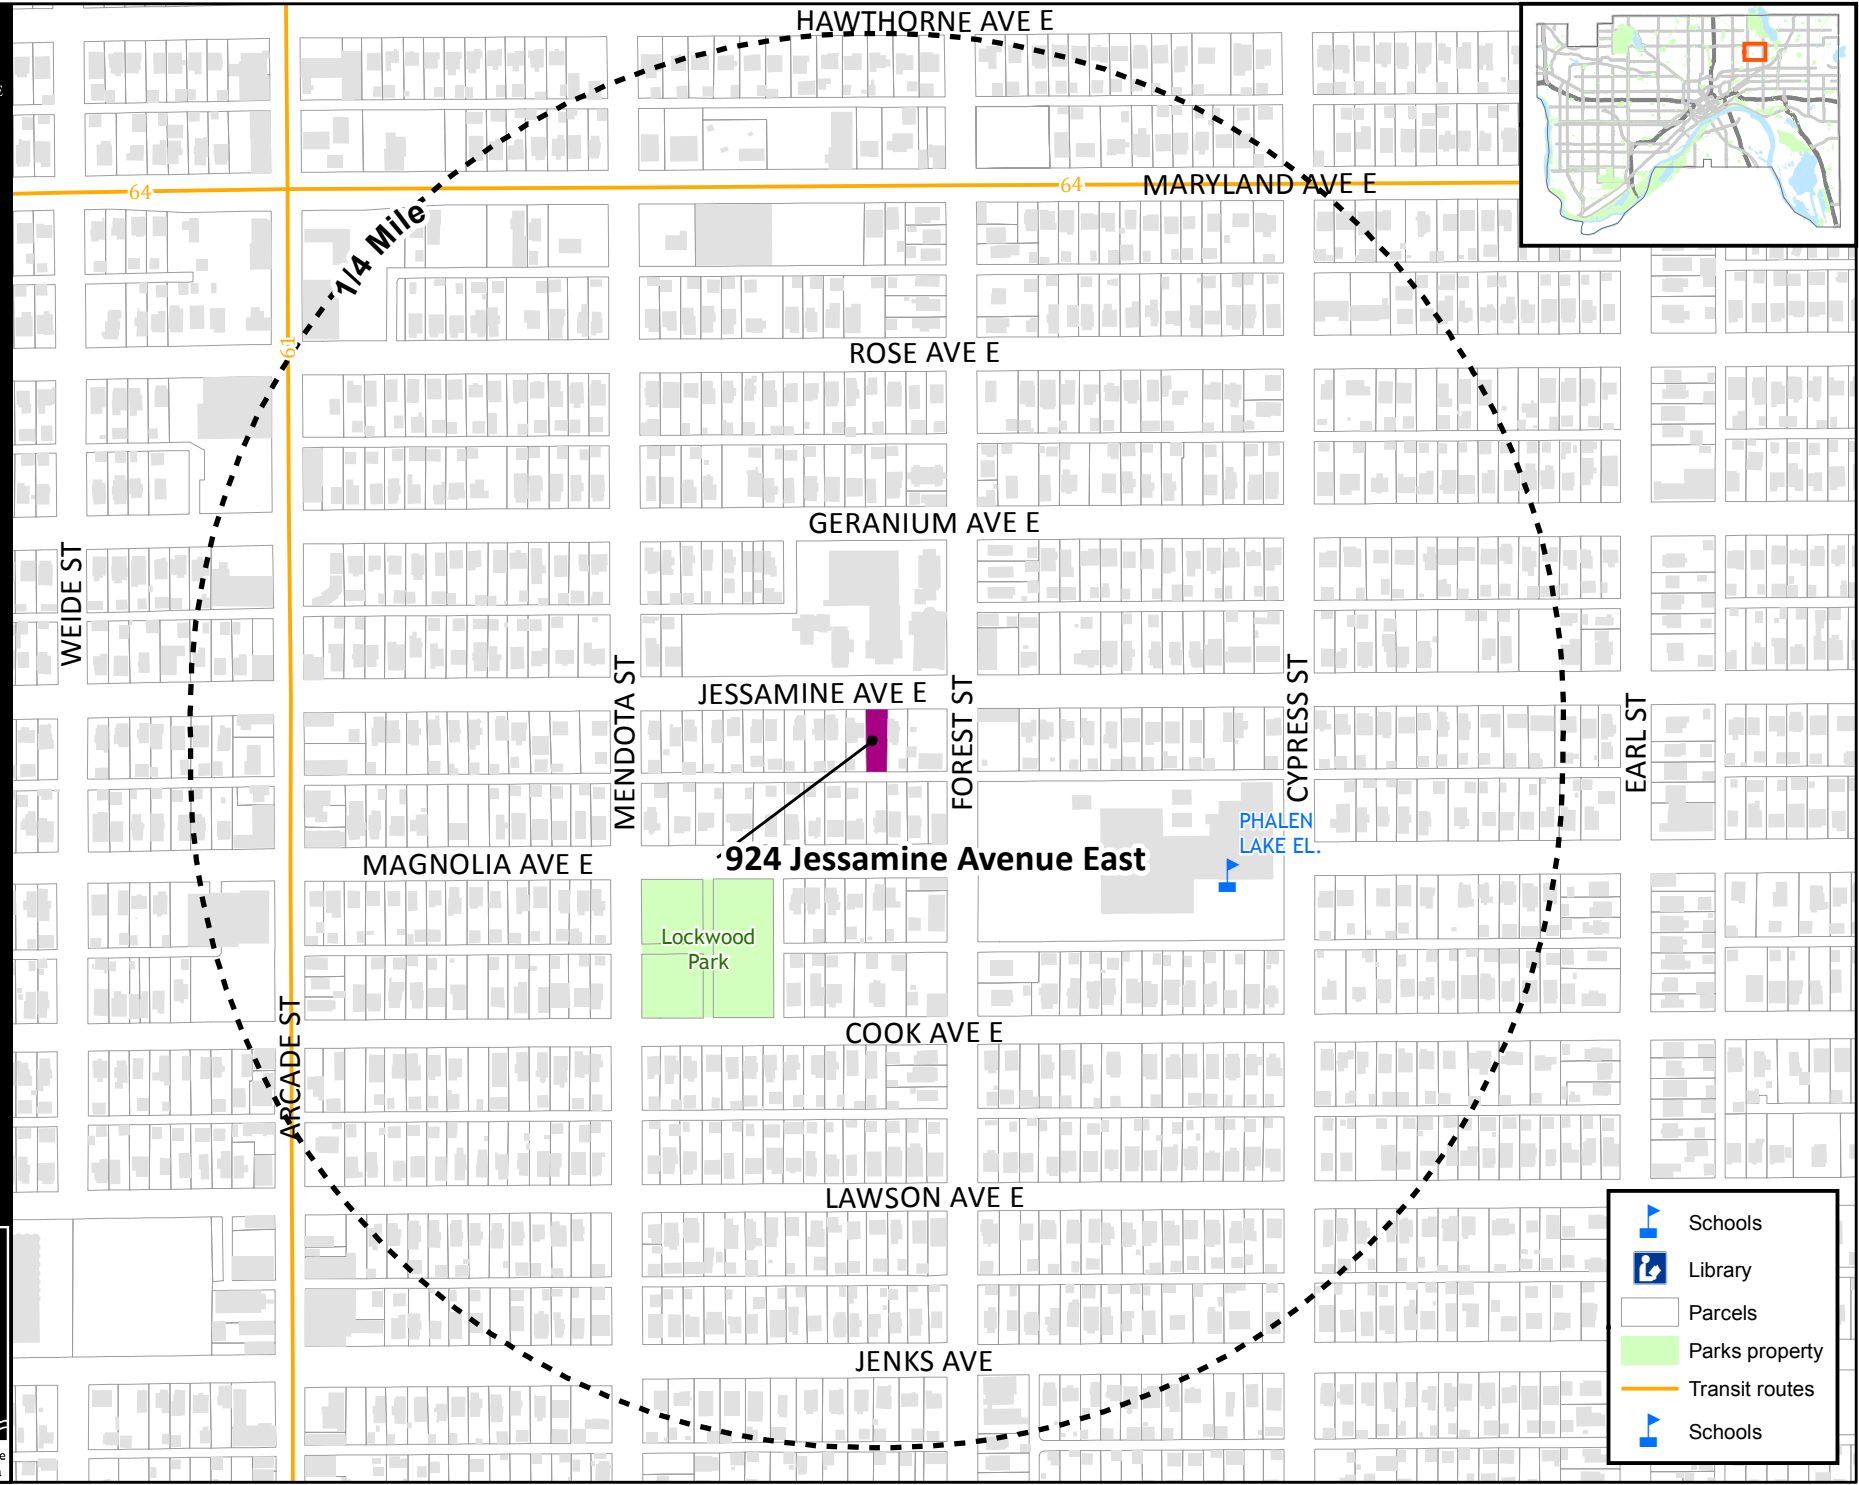 HAWTHORNE AVE E
64
64
MARYLAND AVE E
1/4 Mile
61
ROSE AVE E
GERANIUM AVE E
WEIDE ST
MENDOTA ST
JESSAMINE AVE E
FOREST ST
CYPRESS ST
EARL ST
PHALEN
LAKE EL.
924 Jessamine Avenue East
MAGNOLIA AVE E
Lockwood
Park
ARCADE ST
COOK AVE E
LAWSON AVE E
JENKS AVE
Schools
Library
Parcels
Parks property
Transit routes
Schools